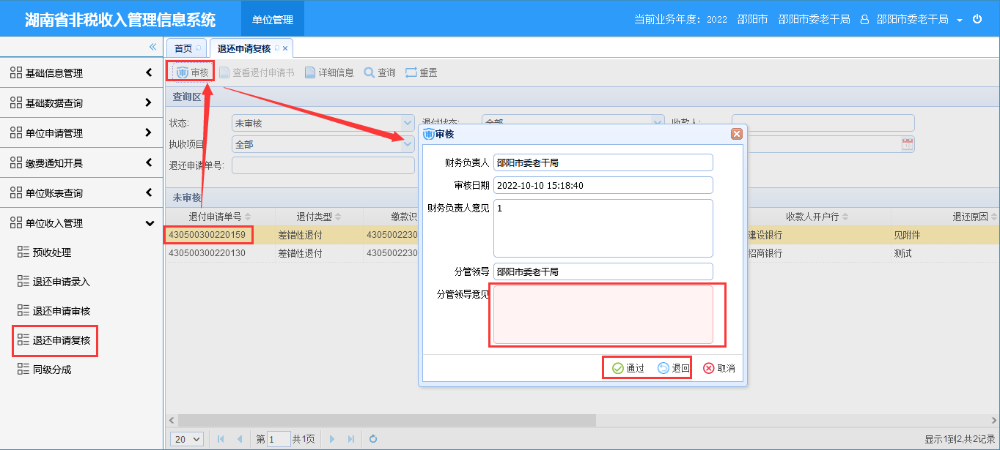 湖南省非税收入管理信息系统 单位管理 当前业务年度：2022 邵阳市 邵阳市委老干局 邵阳市委老干局
首页 退还申请复核
基础信息管理
基础数据查询
单位申请管理
缴费通知开具
单位账表查询
单位收入管理
预收处理
退还申请录入
退还申请审核
退还申请复核
同级分成
审核 查看退付申请书 详细信息 查询 重置
查询区
状态: 未审核 退付状态: 全部 收款人:
执收项目 全部
退还申请单号:
未审核
退付申请单号 退付类型 缴款识 收款人开户行 退还原因
430500300220159 差错性退付 4305002230 建设银行 见附件
430500300220130 差错性退付 4305002230 招商银行 测试
审核
财务负责人 邵阳市委老干局
审核日期 2022-10-10 15:18:40
财务负责人意见 1
分管领导 邵阳市委老干局
分管领导意见
通过 退回 取消
20 第 1 共1页 显示1到2,共2记录